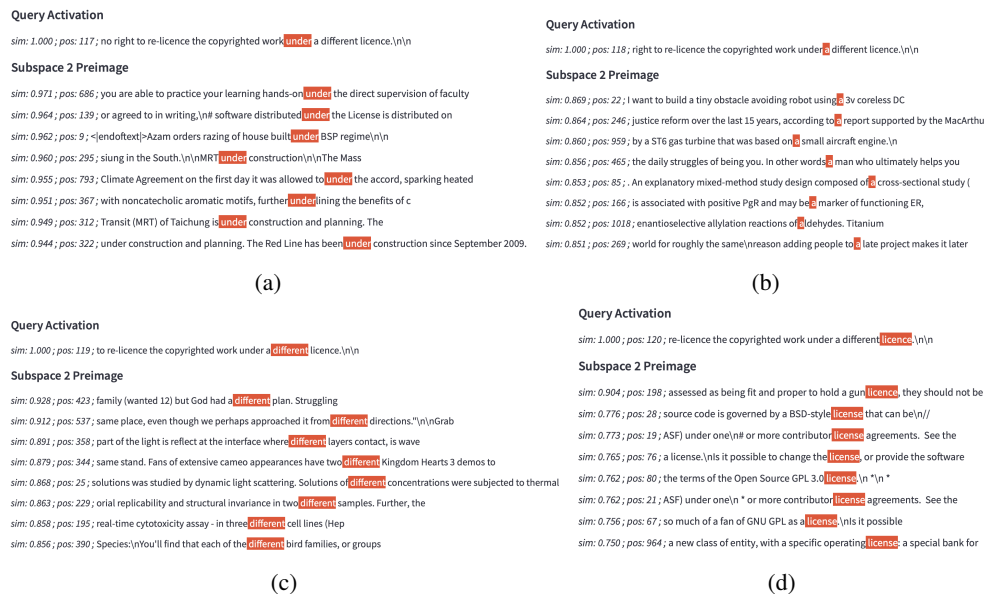 Query Activation
sim: 1.000 ; pos: 117 ; no right to re-licence the copyrighted work under a different licence.\n\n
Subspace 2 Preimage
sim: 0.971 ; pos: 686 ; you are able to practice your learning hands-on under the direct supervision of faculty
sim: 0.964 ; pos: 139 ; or agreed to in writing,\n# software distributed under the License is distributed on
sim: 0.962 ; pos: 9 ; <|endoftext|>Azam orders razing of house built under BSP regime\n\n
sim: 0.960 ; pos: 295 ; siung in the South.\n\nMRT under construction\n\nThe Mass
sim: 0.955 ; pos: 793 ; Climate Agreement on the first day it was allowed to under the accord, sparking heated
sim: 0.951 ; pos: 367 ; with noncatecholic aromatic motifs, further underlining the benefits of c
sim: 0.949 ; pos: 312 ; Transit (MRT) of Taichung is under construction and planning. The
sim: 0.944 ; pos: 322 ; under construction and planning. The Red Line has been under construction since September 2009.
(a)
Query Activation
sim: 1.000 ; pos: 118 ; right to re-licence the copyrighted work under a different licence.\n\n
Subspace 2 Preimage
sim: 0.869 ; pos: 22 ; I want to build a tiny obstacle avoiding robot using a 3v coreless DC
sim: 0.864 ; pos: 246 ; justice reform over the last 15 years, according to a report supported by the MacArthu
sim: 0.860 ; pos: 959 ; by a ST6 gas turbine that was based on a small aircraft engine.\n
sim: 0.856 ; pos: 465 ; the daily struggles of being you. In other words a man who ultimately helps you
sim: 0.853 ; pos: 85 ; . An explanatory mixed-method study design composed of a cross-sectional study (
sim: 0.852 ; pos: 166 ; is associated with positive PgR and may be a marker of functioning ER,
sim: 0.852 ; pos: 1018 ; enantioselective allylation reactions of aldehydes. Titanium
sim: 0.851 ; pos: 269 ; world for roughly the same\nreason adding people to a late project makes it later
(b)
Query Activation
sim: 1.000 ; pos: 119 ; to re-licence the copyrighted work under a different licence.\n\n
Subspace 2 Preimage
sim: 0.928 ; pos: 423 ; family (wanted 12) but God had a different plan. Struggling
sim: 0.912 ; pos: 537 ; same place, even though we perhaps approached it from different directions."\n\nGrab
sim: 0.891 ; pos: 358 ; part of the light is reflect at the interface where different layers contact, is wave
sim: 0.879 ; pos: 344 ; same stand. Fans of extensive cameo appearances have two different Kingdom Hearts 3 demos to
sim: 0.868 ; pos: 25 ; solutions was studied by dynamic light scattering. Solutions of different concentrations were subjected to thermal
sim: 0.863 ; pos: 229 ; orial replicability and structural invariance in two different samples. Further, the
sim: 0.858 ; pos: 195 ; real-time cytotoxicity assay - in three different cell lines (Hep
sim: 0.856 ; pos: 390 ; Species:\nYou'll find that each of the different bird families, or groups
(c)
Query Activation
sim: 1.000 ; pos: 120 ; re-licence the copyrighted work under a different licence.\n\n
Subspace 2 Preimage
sim: 0.904 ; pos: 198 ; assessed as being fit and proper to hold a gun licence, they should not be
sim: 0.776 ; pos: 28 ; source code is governed by a BSD-style license that can be\n//
sim: 0.773 ; pos: 19 ; ASF) under one\n# or more contributor license agreements.  See the
sim: 0.765 ; pos: 76 ; a license.\nIs it possible to change the license, or provide the software
sim: 0.762 ; pos: 80 ; the terms of the Open Source GPL 3.0 license.\n *\n *
sim: 0.762 ; pos: 21 ; ASF) under one\n * or more contributor license agreements.  See the
sim: 0.756 ; pos: 67 ; so much of a fan of GNU GPL as a license.\nIs it possible
sim: 0.750 ; pos: 964 ; a new class of entity, with a specific operating license: a special bank for
(d)